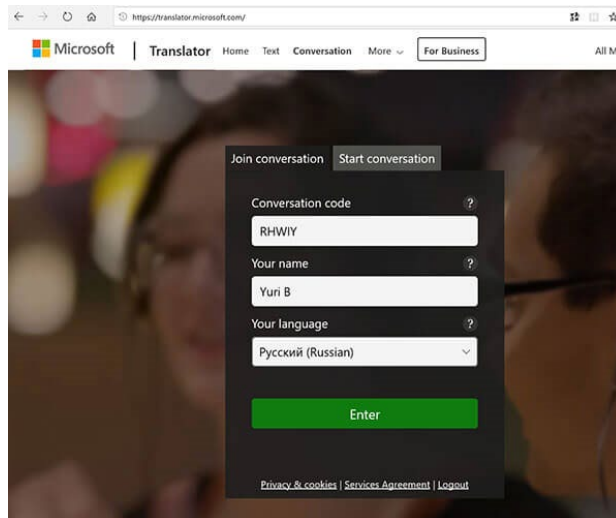 https://translator.microsoft.com/
Microsoft | Translator Home Text Conversation More For Business All M
Join conversation Start conversation
Conversation code ?
RHWIY
Your name ?
Yuri B
Your language ?
Русский (Russian)
Enter
Privacy & cookies | Services Agreement | Logout